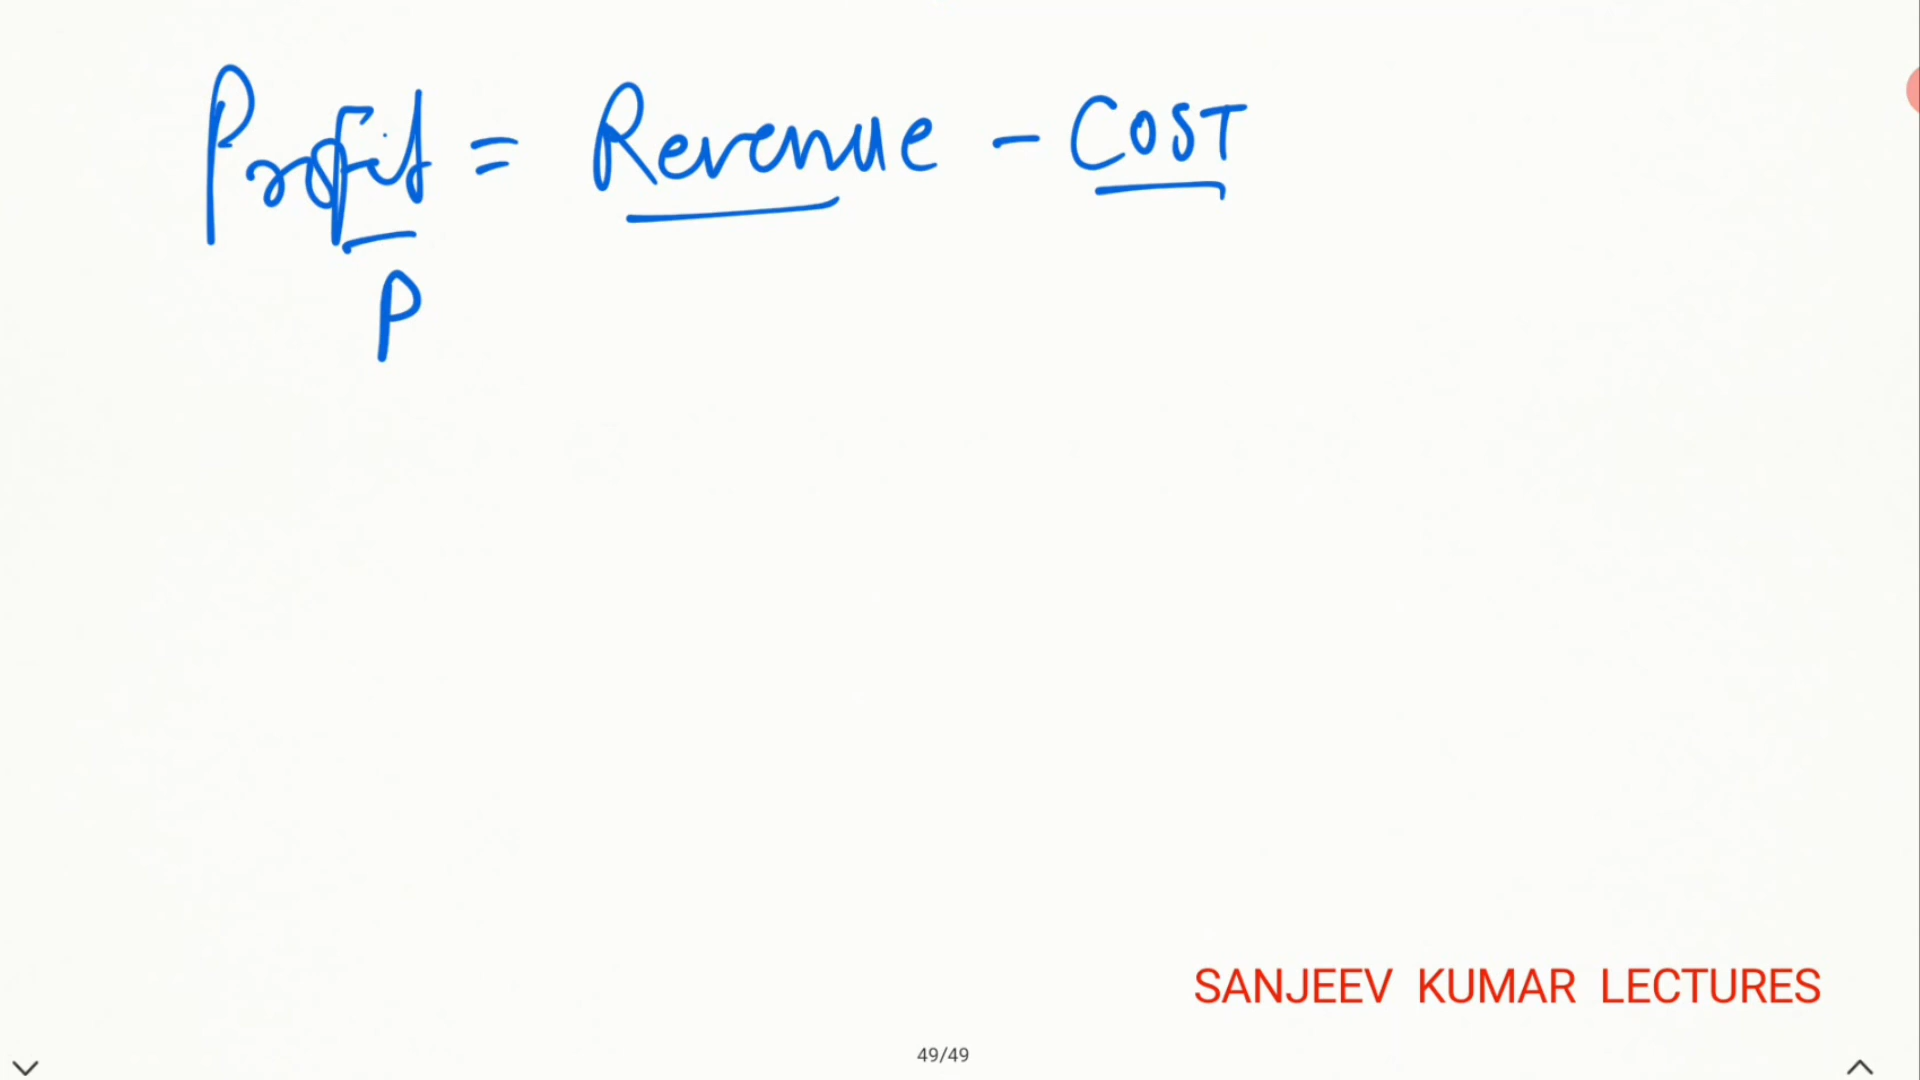 Profit = Revenue - COST
P
SANJEEV KUMAR LECTURES
49/49